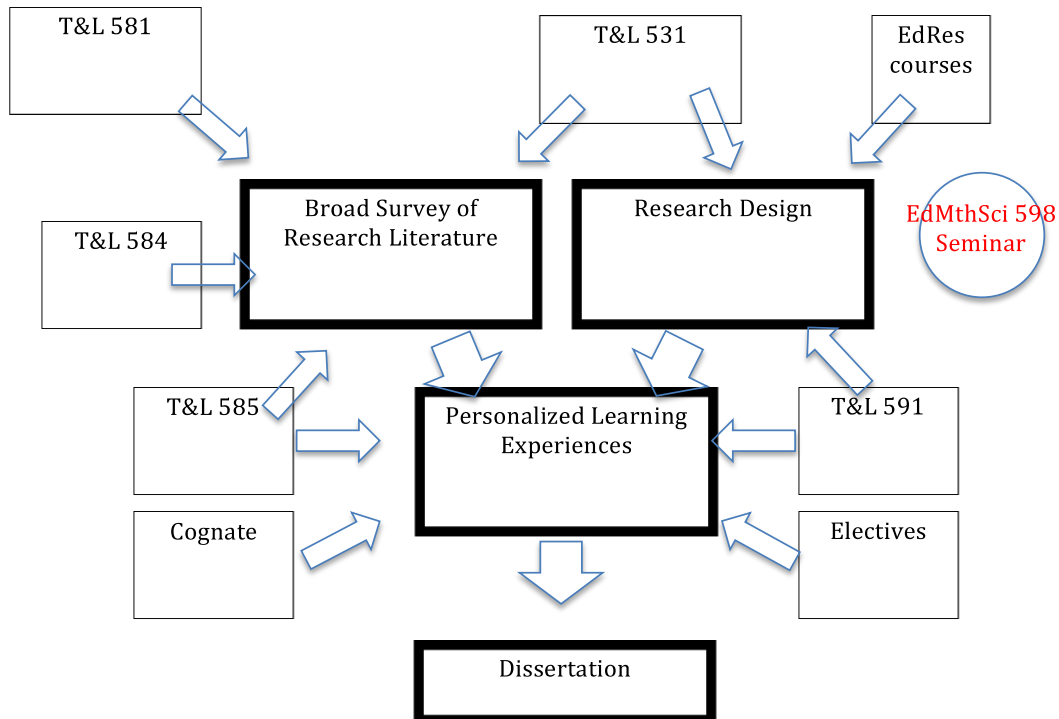 T&L 581
T&L 531
EdRes
courses
Broad Survey of
Research Literature
Research Design
EdMthSci 598
Seminar
T&L 584
T&L 585
Personalized Learning
Experiences
T&L 591
Cognate
Electives
Dissertation